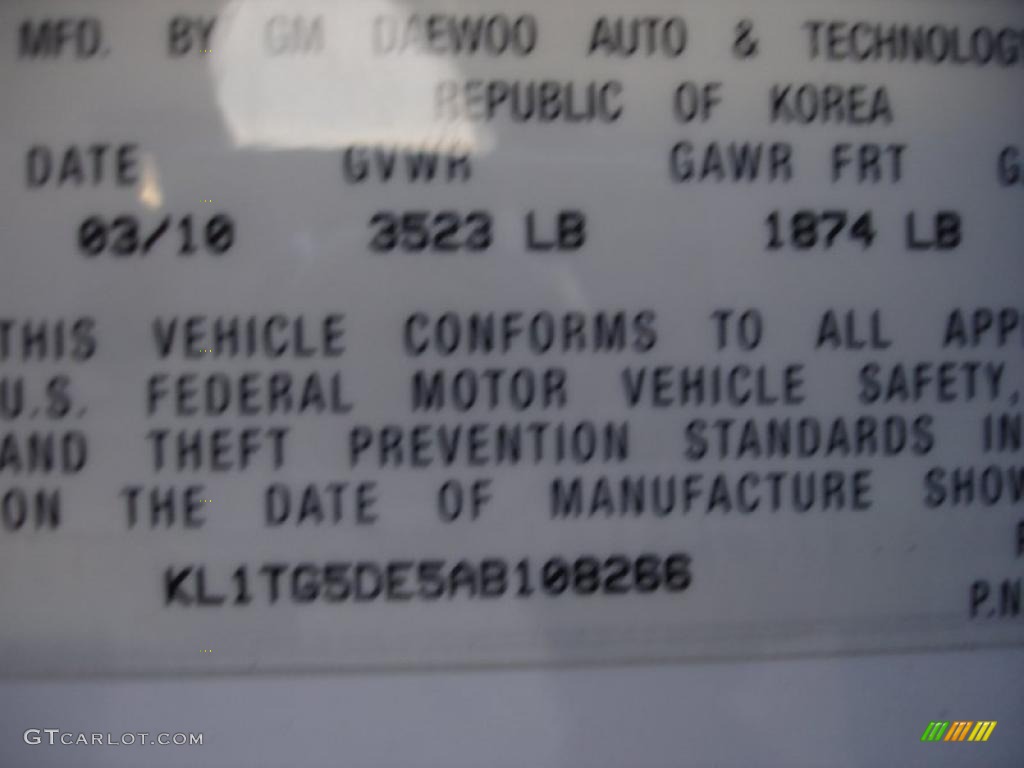 MFD. BY GM DAEWOO AUTO & TECHNOLOGY
REPUBLIC OF KOREA
DATE GVWR GAWR FRT G
03/10 3523 LB 1874 LB
THIS VEHICLE CONFORMS TO ALL APP
U.S. FEDERAL MOTOR VEHICLE SAFETY,
AND THEFT PREVENTION STANDARDS IN
ON THE DATE OF MANUFACTURE SHOW
KL1TG5DE5AB108266
P.N
GTCARLOT.COM